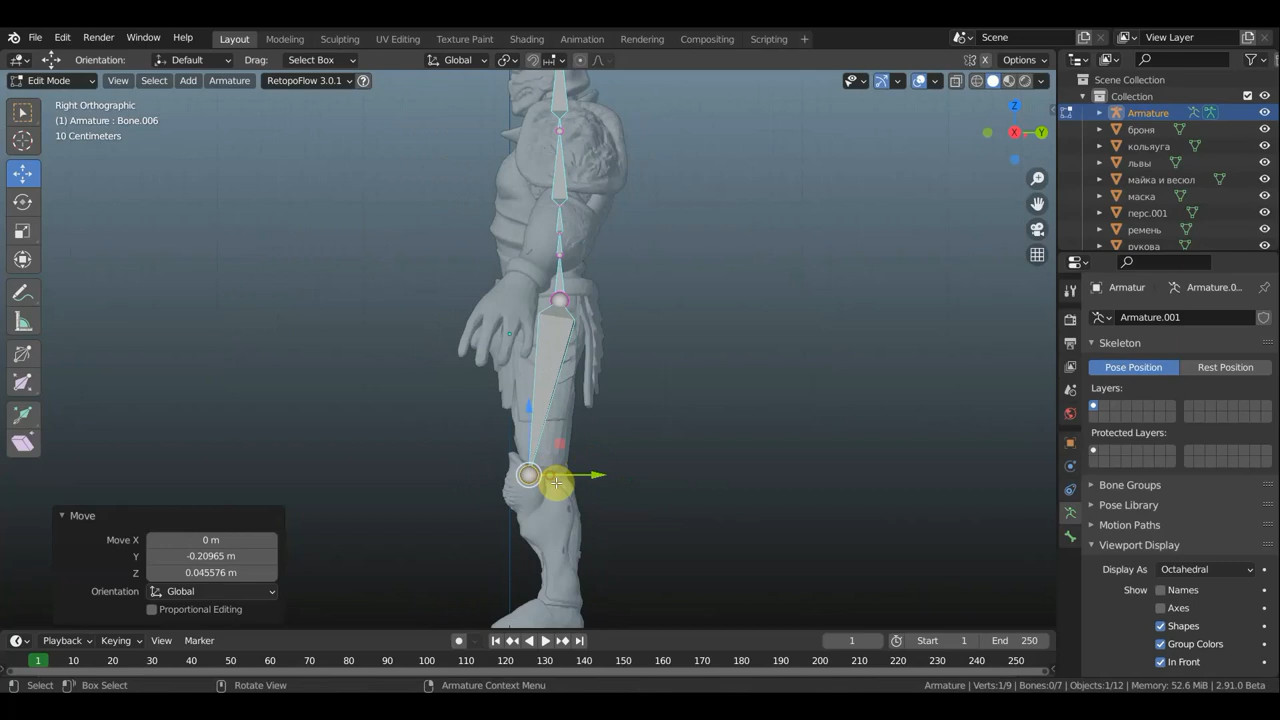 File Edit Render Window Help Layout Modeling Sculpting UV Editing Texture Paint Shading Animation Rendering Compositing Scripting + Scene View Layer
Orientation: Default Drag: Select Box Global Options
Edit Mode View Select Add Armature RetopoFlow 3.0.1 ?
Right Orthographic
(1) Armature : Bone.006
10 Centimeters
Z
X
Y
Scene Collection
Collection
Armature
броня
кольяуга
львы
майка и весюл
маска
перс.001
ремень
рукова
Armatur Armature.0...
Armature.001
Skeleton
Pose Position Rest Position
Layers:
Protected Layers:
Bone Groups
Pose Library
Motion Paths
Viewport Display
Display As Octahedral
Show Names
Axes
Shapes
Group Colors
In Front
Move
Move X 0 m
Y -0.20965 m
Z 0.045576 m
Orientation Global
Proportional Editing
Playback Keying View Marker 1 Start 1 End 250
1 10 20 30 40 50 60 70 80 90 100 110 120 130 140 150 160 170 180 190 200 210 220 230 240 250
Select Box Select Rotate View Armature Context Menu Armature | Verts:1/9 | Bones:0/7 | Objects:1/12 | Memory: 52.6 MiB | 2.91.0 Beta